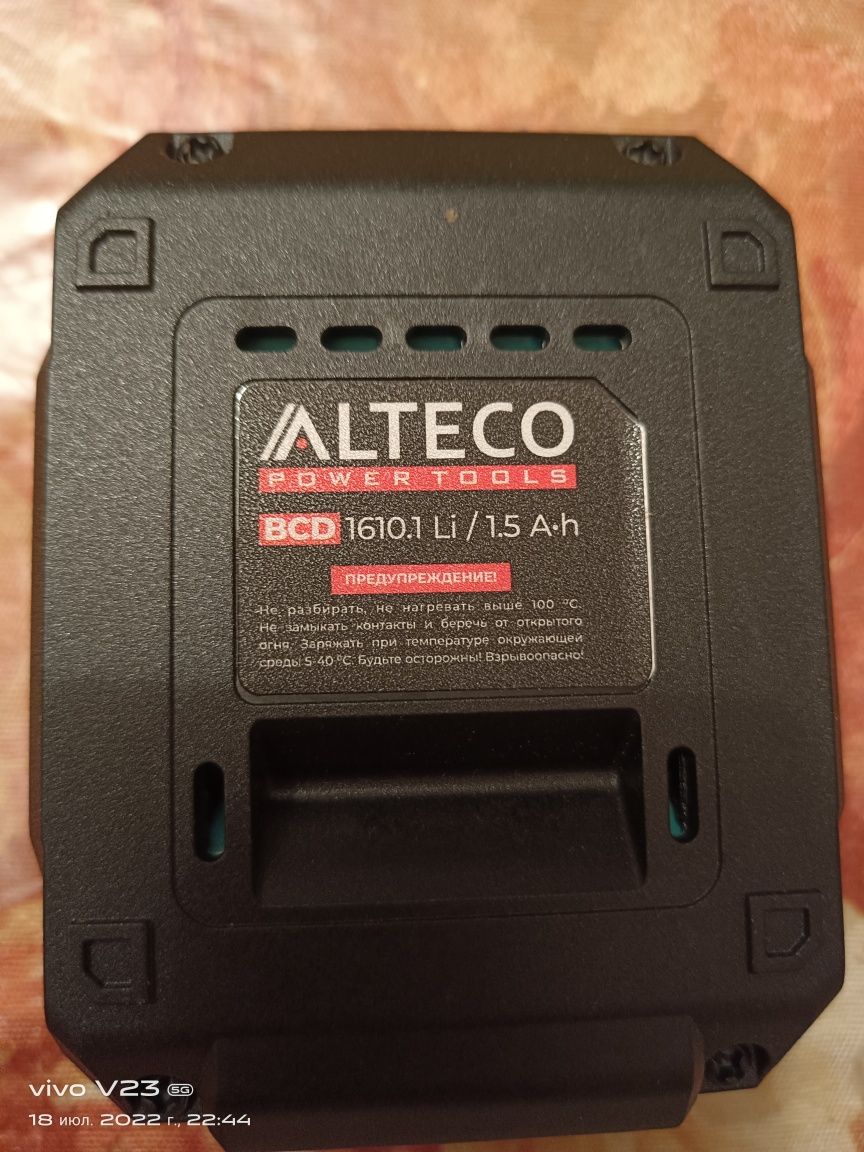 ALTECO
POWER TOOLS
BCD 1610.1 Li / 1.5 A•h
ПРЕДУПРЕЖДЕНИЕ!
Не разбирать, не нагревать выше 100 °C.
Не замыкать контакты и беречь от открытого
огня. Заряжать при температуре окружающей
среды 5-40 °C. Будьте осторожны! Взрывоопасно!
vivo V23 5G
18 июл. 2022 г., 22:44